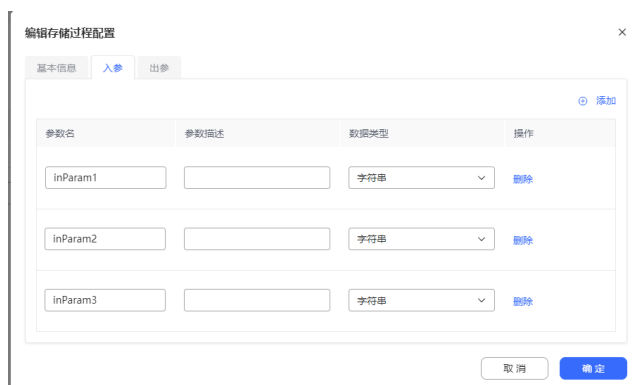 编辑存储过程配置
基本信息 入参 出参
添加
参数名 参数描述 数据类型 操作
inParam1 字符串 删除
inParam2 字符串 删除
inParam3 字符串 删除
取消 确定